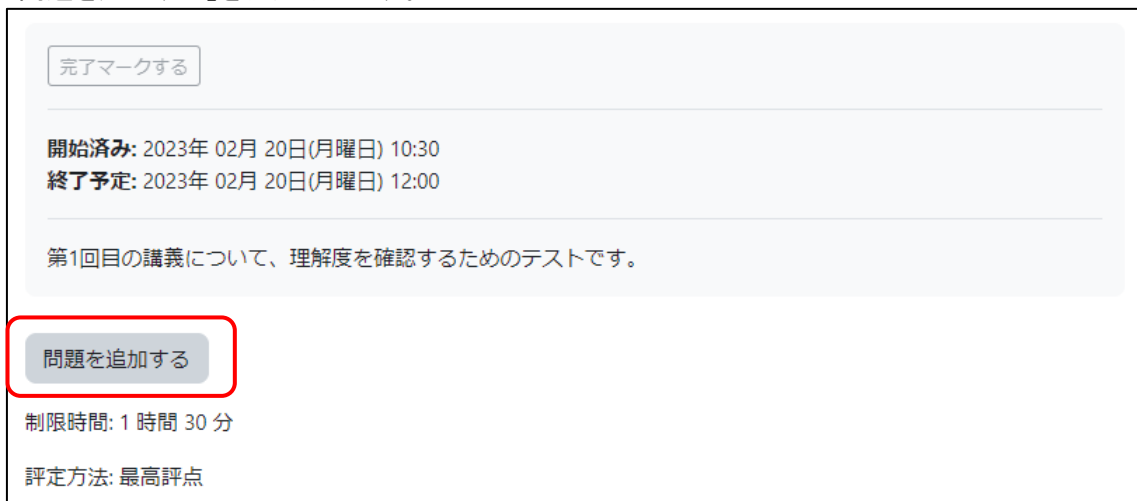 完了マークする
開始済み: 2023年 02月 20日(月曜日) 10:30
終了予定: 2023年 02月 20日(月曜日) 12:00
第1回目の講義について、理解度を確認するためのテストです。
問題を追加する
制限時間: 1 時間 30 分
評定方法: 最高評点